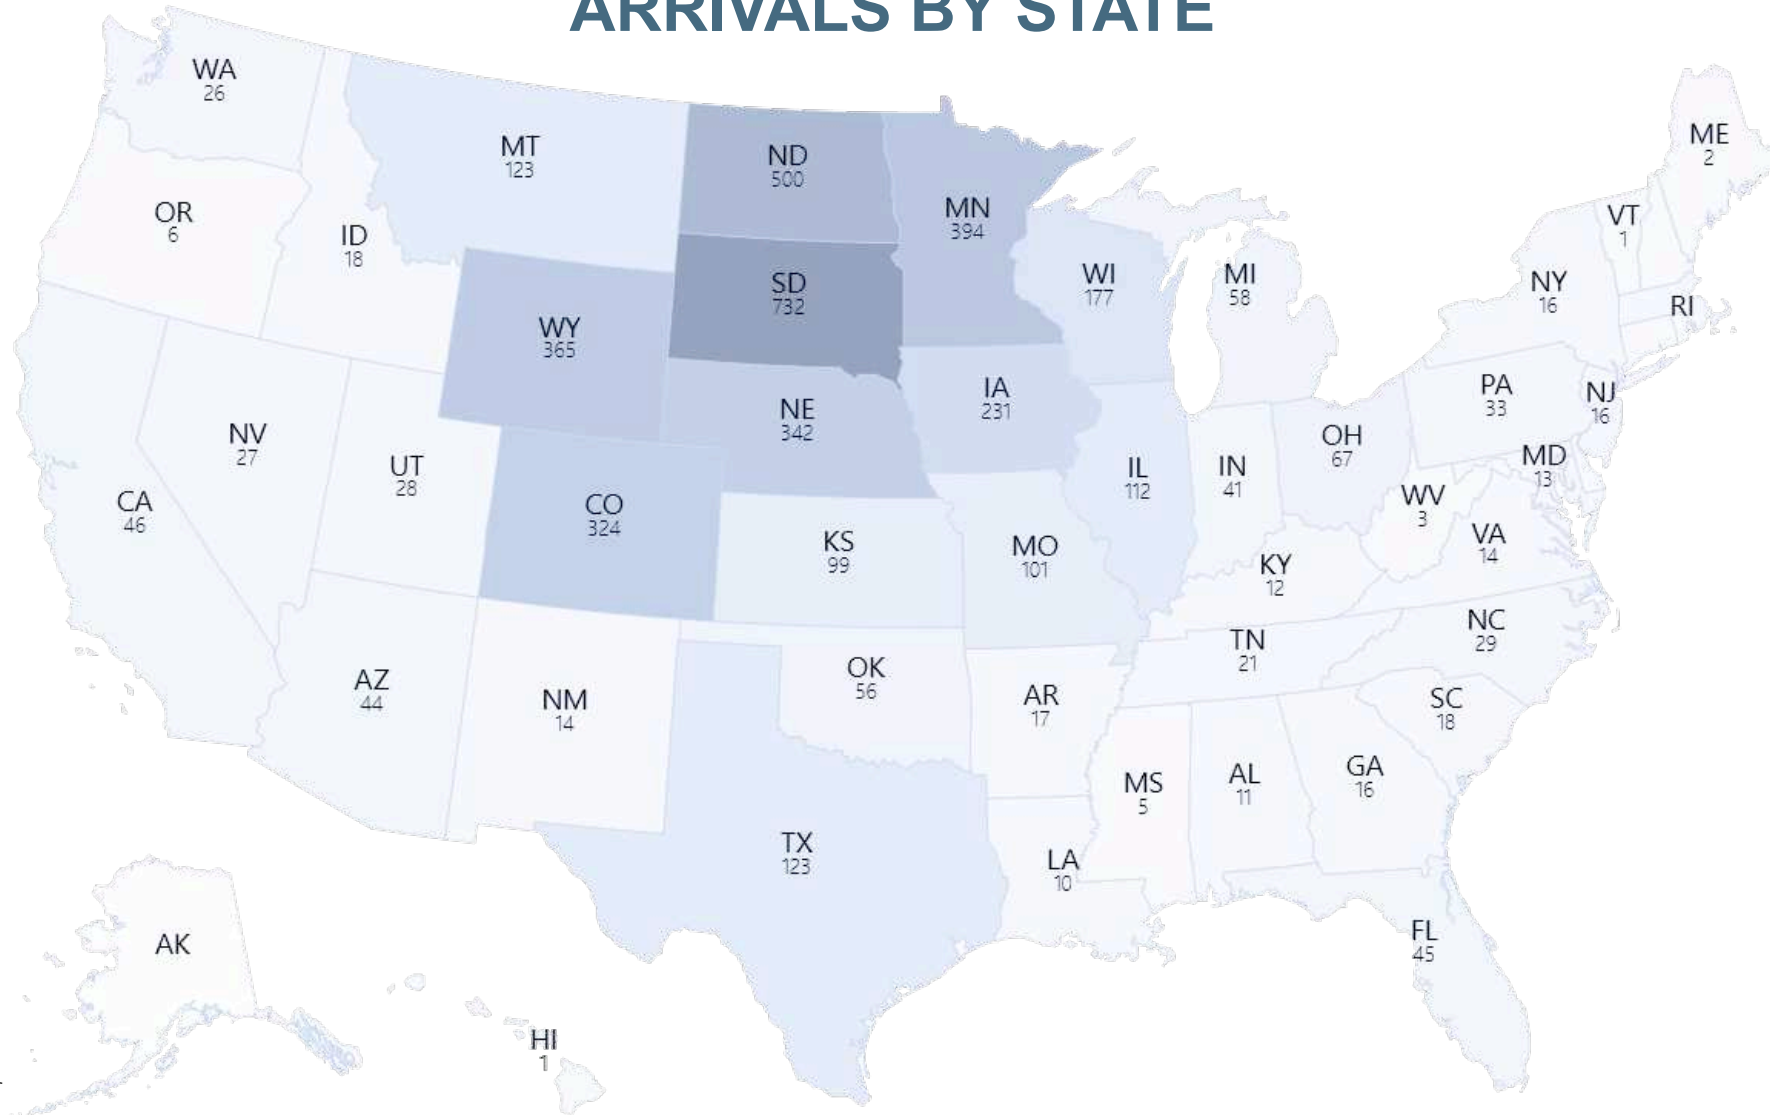 ARRIVALS BY STATE
WA
26
MT
123
ND
500
MN
394
ME
2
OR
6
ID
18
VT
1
SD
732
WI
177
MI
58
NY
16
RI
WY
365
IA
231
PA
33
NJ
16
NE
342
NV
27
UT
28
OH
67
MD
13
CA
46
CO
324
IL
112
IN
41
WV
3
VA
14
KS
99
MO
101
KY
12
NC
29
TN
21
AZ
44
NM
14
OK
56
AR
17
SC
18
MS
5
AL
11
GA
16
TX
123
LA
10
AK
FL
45
HI
1